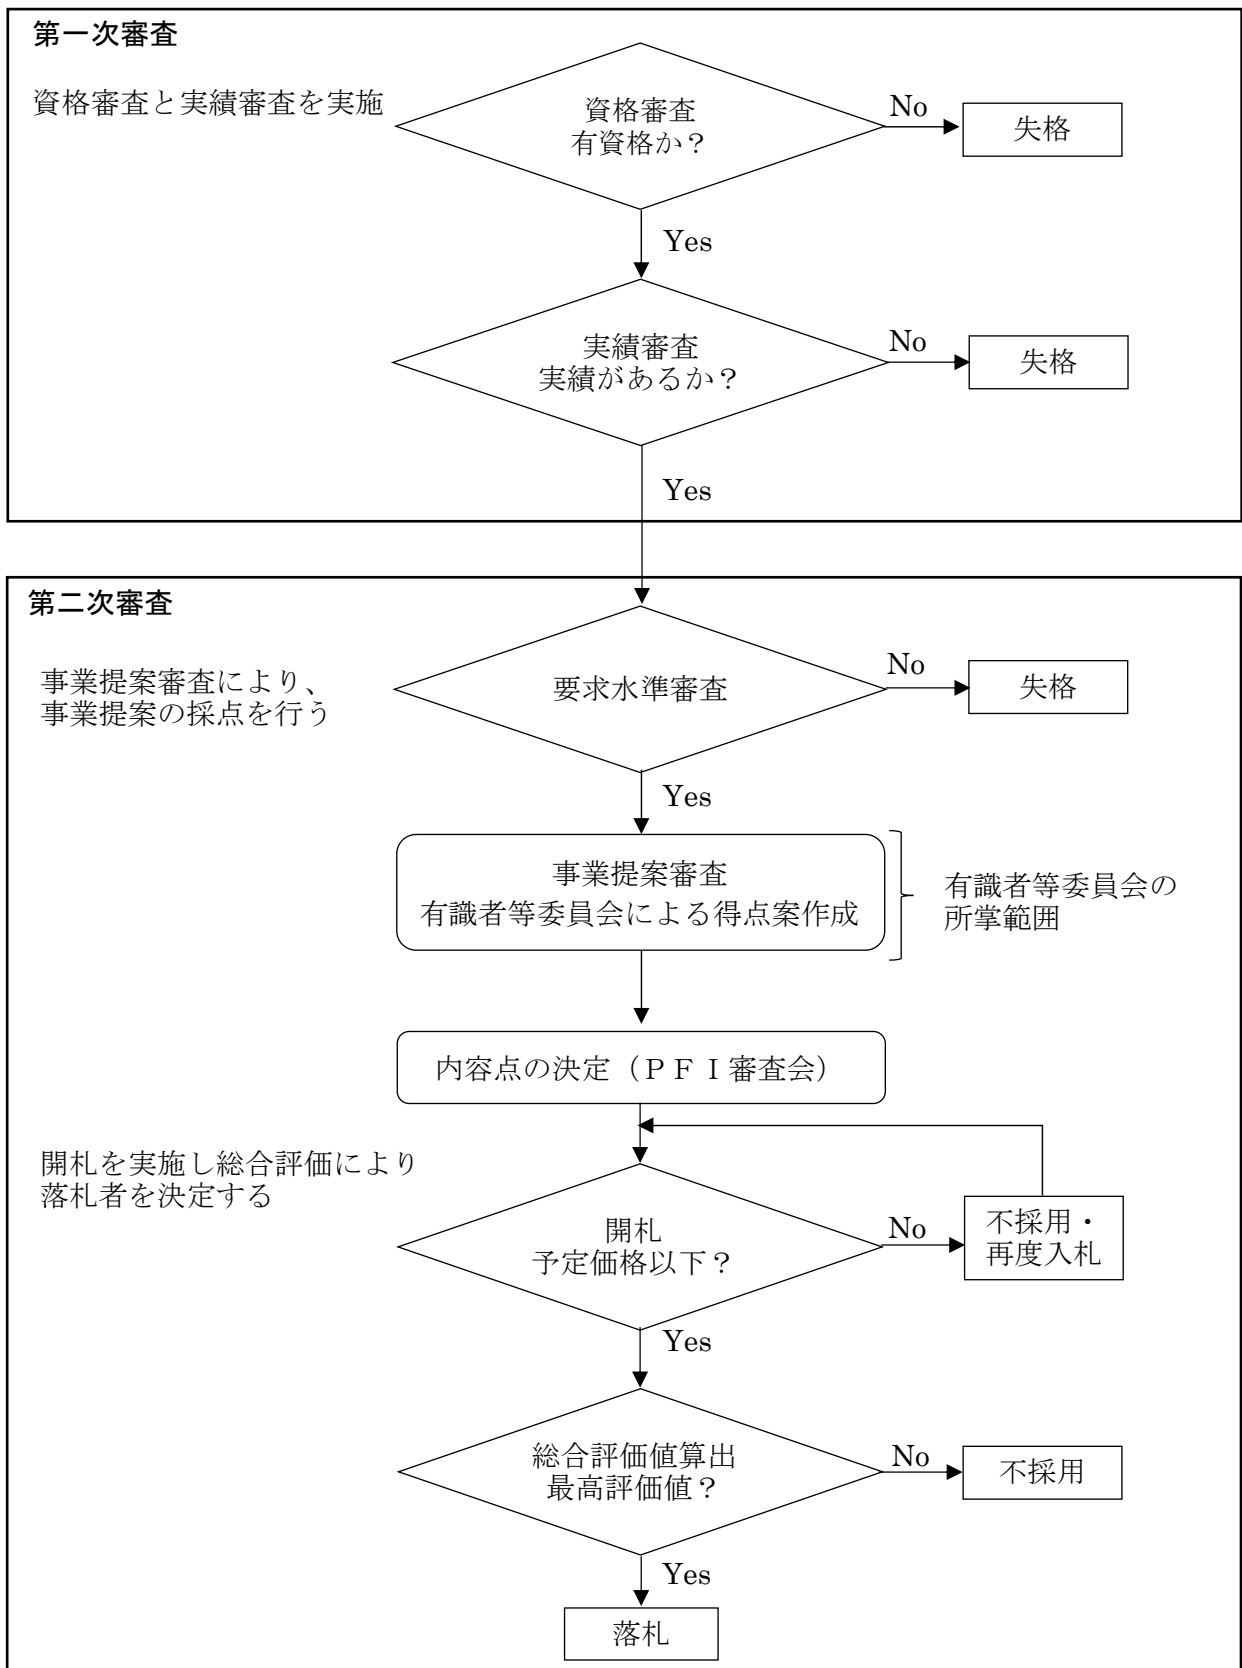 第一次審査
資格審査と実績審査を実施
資格審査
有資格か？
No
失格
Yes
実績審査
実績があるか？
No
失格
Yes
第二次審査
事業提案審査により、
事業提案の採点を行う
要求水準審査
No
失格
Yes
事業提案審査
有識者等委員会による得点案作成
有識者等委員会の
所掌範囲
内容点の決定（ＰＦＩ審査会）
開札を実施し総合評価により
落札者を決定する
開札
予定価格以下？
No
不採用・
再度入札
Yes
総合評価値算出
最高評価値？
No
不採用
Yes
落札